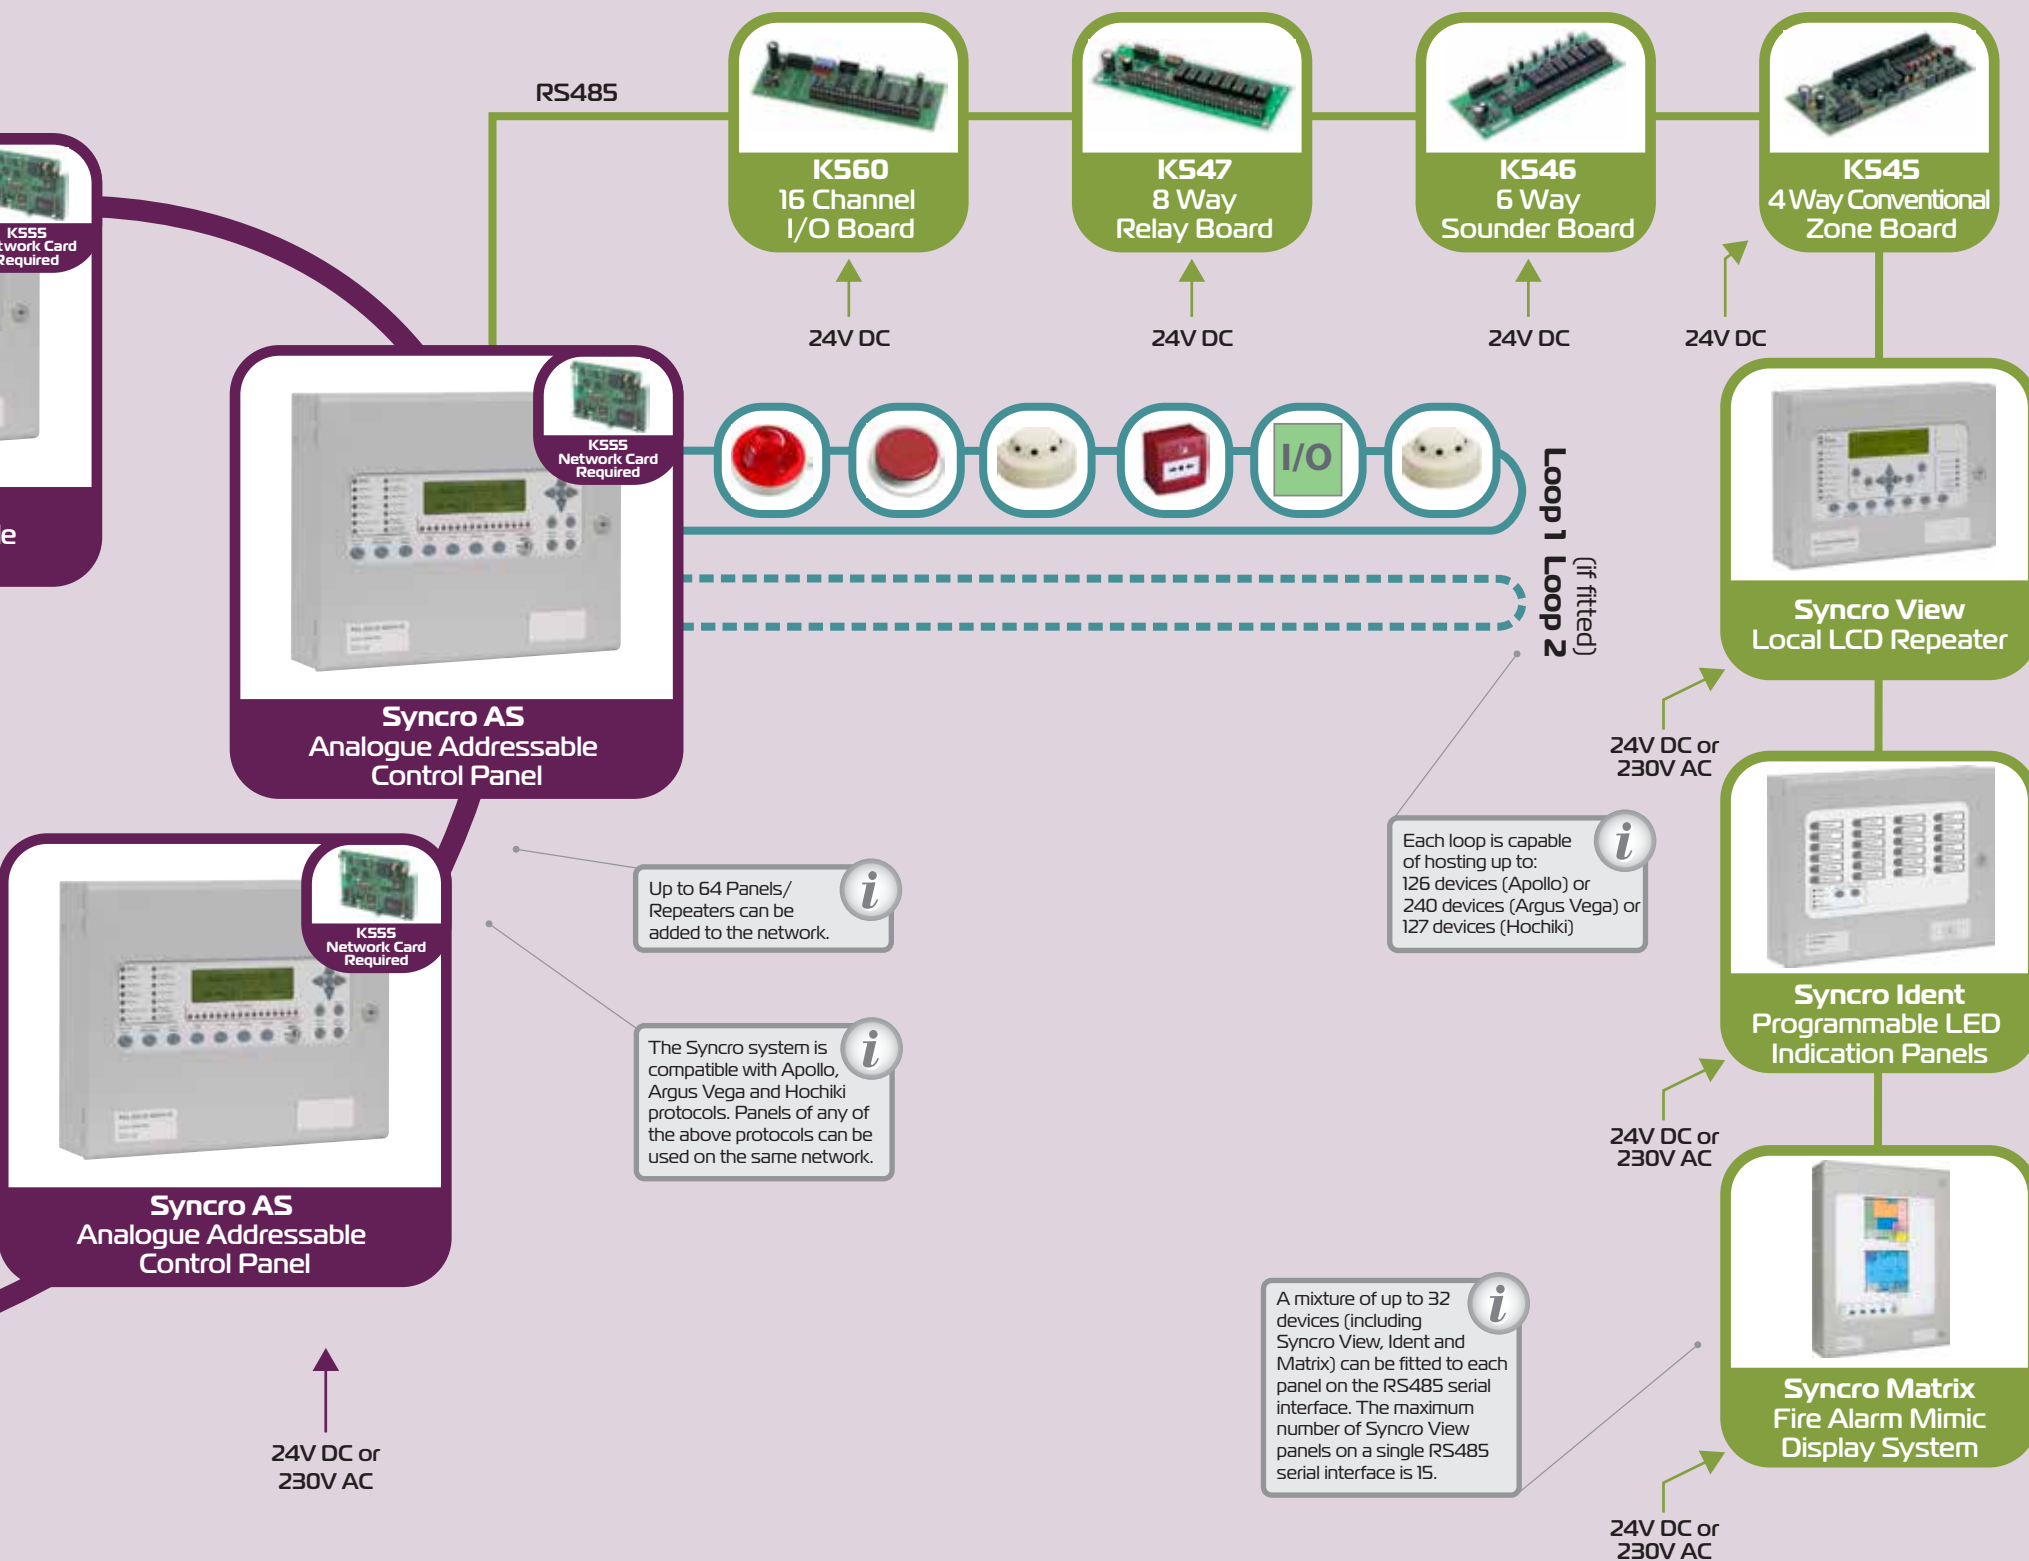 RS485
K560
16 Channel
I/O Board
K547
8 Way
Relay Board
K546
6 Way
Sounder Board
K545
4 Way Conventional
Zone Board
24V DC
24V DC
24V DC
24V DC
K555
Network Card
Required
K555
Network Card
Required
I/O
Loop 1
Loop 2
(if fitted)
Syncro AS
Analogue Addressable
Control Panel
Syncro View
Local LCD Repeater
24V DC or
230V AC
Each loop is capable
of hosting up to:
126 devices (Apollo) or
240 devices (Argus Vega) or
127 devices (Hochiki)
Up to 64 Panels/
Repeaters can be
added to the network.
K555
Network Card
Required
The Syncro system is
compatible with Apollo,
Argus Vega and Hochiki
protocols. Panels of any of
the above protocols can be
used on the same network.
Syncro Ident
Programmable LED
Indication Panels
24V DC or
230V AC
Syncro AS
Analogue Addressable
Control Panel
24V DC or
230V AC
A mixture of up to 32
devices (including
Syncro View, Ident and
Matrix) can be fitted to each
panel on the RS485 serial
interface. The maximum
number of Syncro View
panels on a single RS485
serial interface is 15.
Syncro Matrix
Fire Alarm Mimic
Display System
24V DC or
230V AC